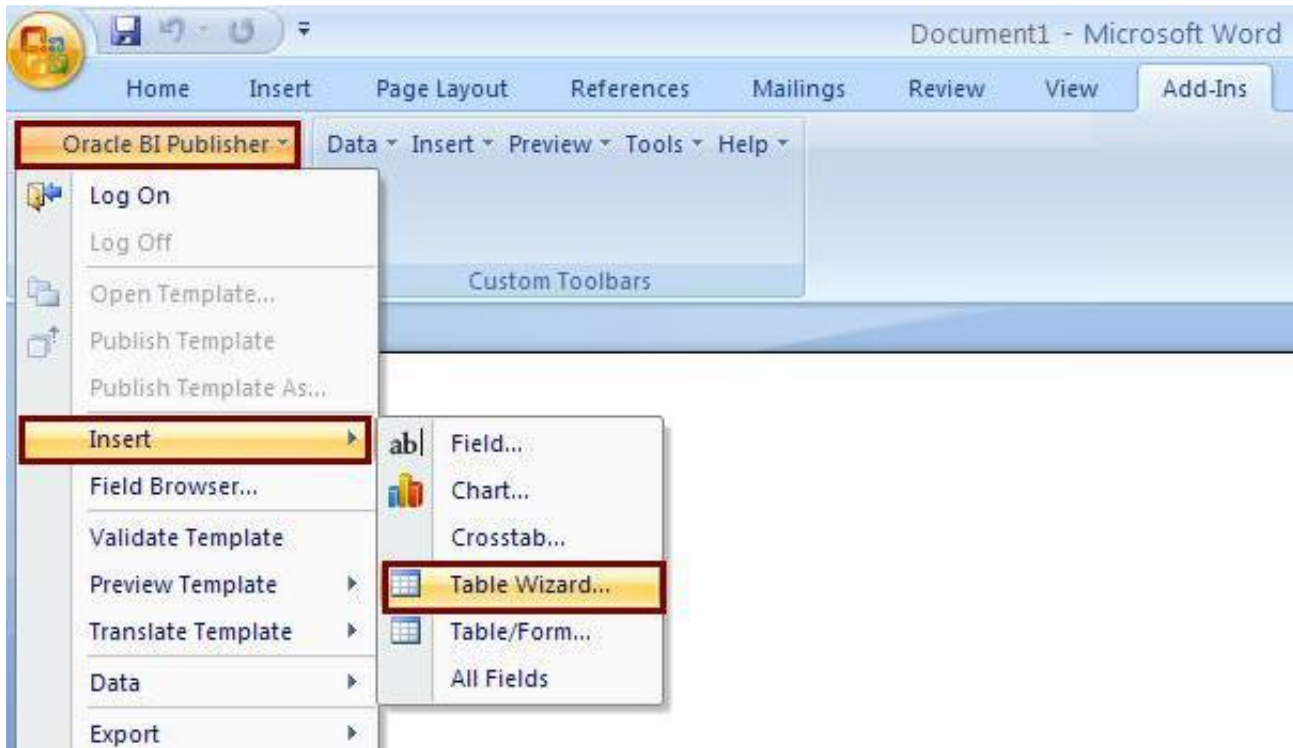 Document1 - Microsoft Word
Home Insert Page Layout References Mailings Review View Add-Ins
Oracle BI Publisher Data Insert Preview Tools Help
Log On
Log Off
Custom Toolbars
Open Template...
Publish Template
Publish Template As...
Insert
ab| Field...
Field Browser...
Chart...
Validate Template
Crosstab...
Preview Template
Table Wizard...
Translate Template
Table/Form...
Data
All Fields
Export